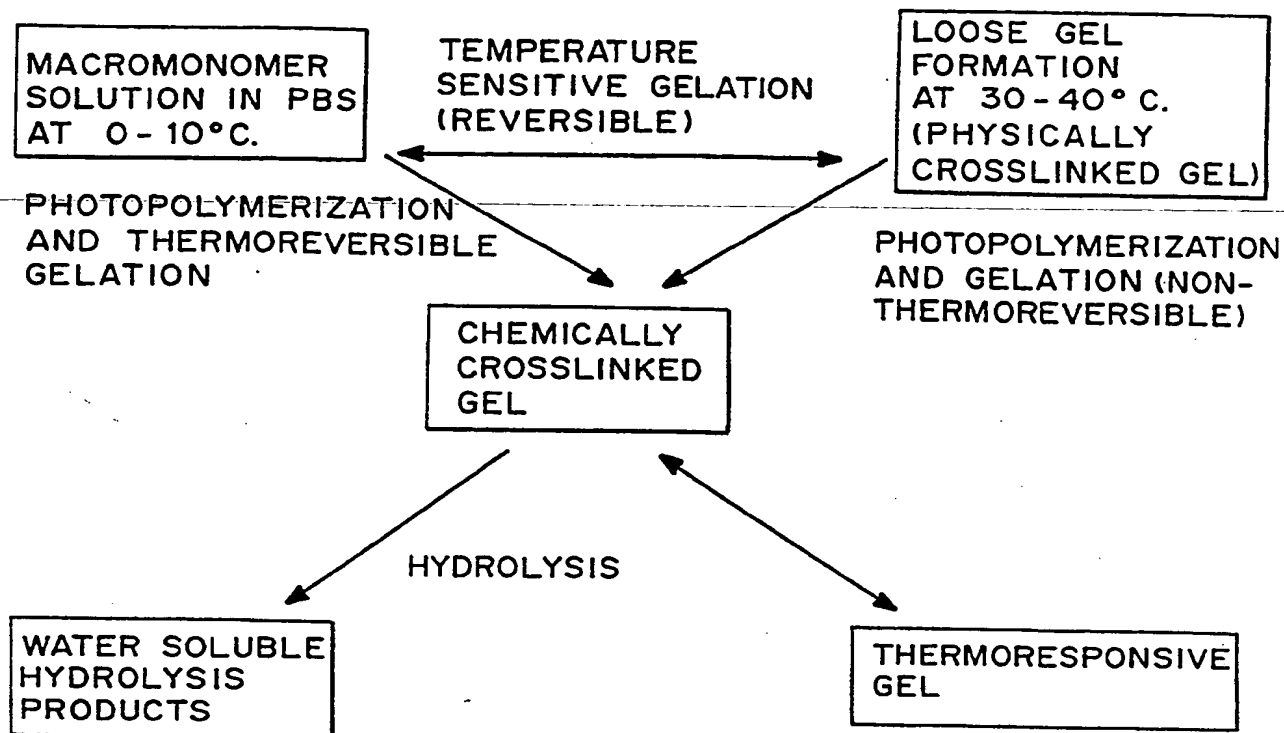 MACROMONOMER
SOLUTION IN PBS
AT 0-10°C.
TEMPERATURE
SENSITIVE GELATION
(REVERSIBLE)
LOOSE GEL
FORMATION
AT 30-40°C.
(PHYSICALLY
CROSSLINKED GEL)
PHOTOPOLYMERIZATION
AND THERMOREVERSIBLE
GELATION
PHOTOPOLYMERIZATION
AND GELATION (NON-
THERMOREVERSIBLE)
CHEMICALLY
CROSSLINKED
GEL
HYDROLYSIS
WATER SOLUBLE
HYDROLYSIS
PRODUCTS
THERMORESPONSIVE
GEL